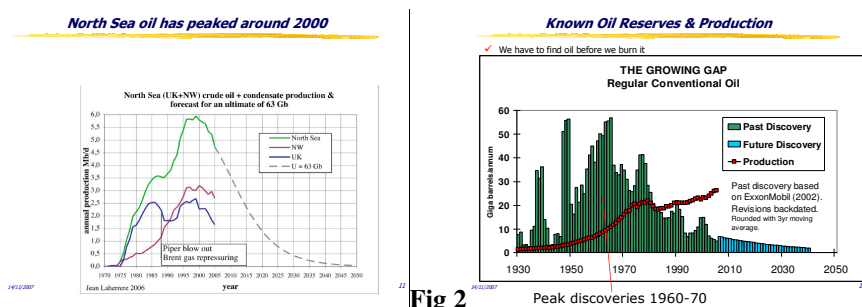 North Sea oil has peaked around 2000
North Sea (UK+NW) crude oil + condensate production &
forecast for an ultimate of 63 Gb
annual production Mb/d
6,0
5,5
5,0
4,5
4,0
3,5
3,0
2,5
2,0
1,5
1,0
0,5
0,0
North Sea
NW
UK
U = 63 Gb
Piper blow out
Brent gas repressuring
1970 1975 1980 1985 1990 1995 2000 2005 2010 2015 2020 2025 2030 2035 2040 2045 2050
Jean Laherrere 2006
year
14/11/2007
11
Fig 2
Known Oil Reserves & Production
✓ We have to find oil before we burn it
THE GROWING GAP
Regular Conventional Oil
Giga barrels annum
60
50
40
30
20
10
0
Past Discovery
Future Discovery
Production
Past discovery based
on ExxonMobil (2002).
Revisions backdated.
Rounded with 3yr moving
average.
1930 1950 1970 1990 2010 2030 2050
14/11/2007
Peak discoveries 1960-70